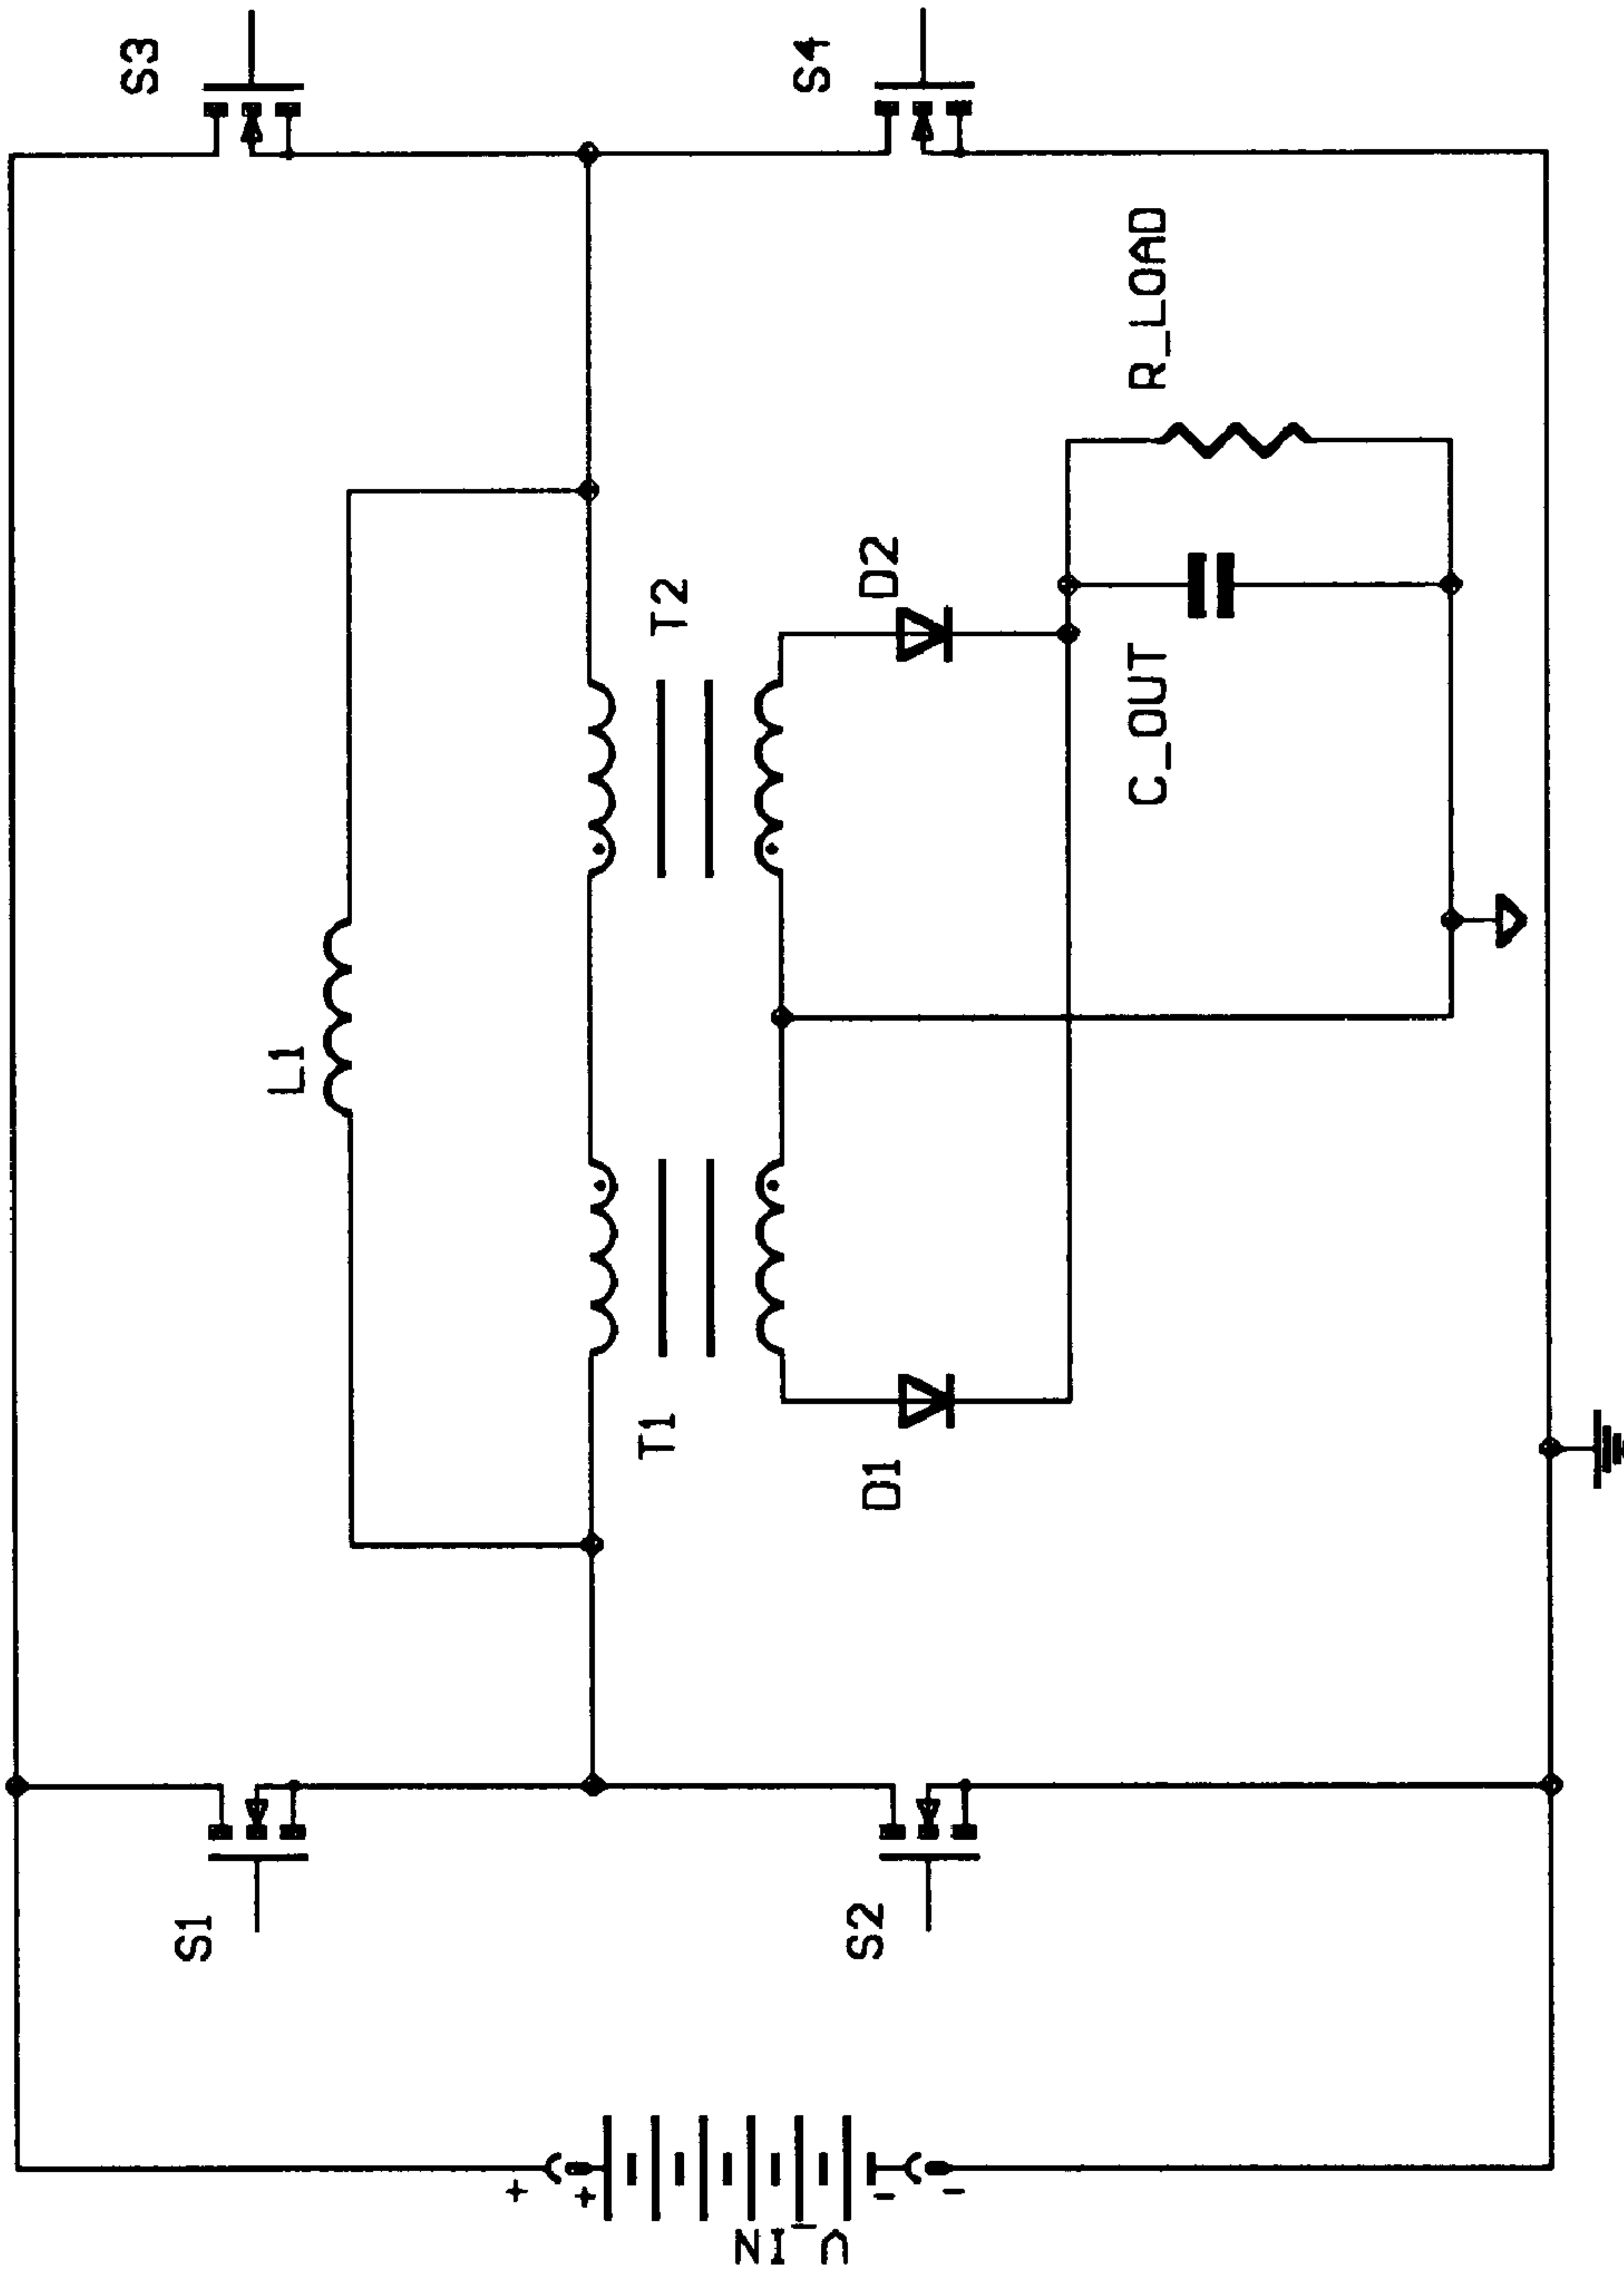 S3
S4
R_LOAD
L1
T2
D2
C_OUT
T1
D1
S1
S2
+
+
V_IN
-
-